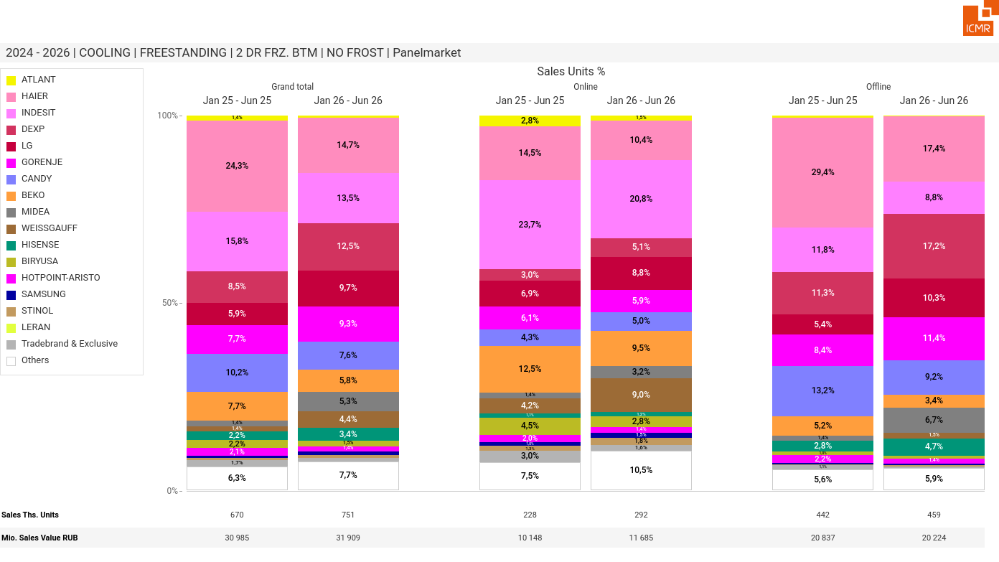 ICMR
2024 - 2026 | COOLING | FREESTANDING | 2 DR FRZ. BTM | NO FROST | Panelmarket
ATLANT
HAIER
INDESIT
DEXP
LG
GORENJE
CANDY
BEKO
MIDEA
WEISSGAUFF
HISENSE
BIRYUSA
HOTPOINT-ARISTO
SAMSUNG
STINOL
LERAN
Tradebrand & Exclusive
Others
Sales Units %
Grand total
Online
Offline
Jan 25 - Jun 25
Jan 26 - Jun 26
Jan 25 - Jun 25
Jan 26 - Jun 26
Jan 25 - Jun 25
Jan 26 - Jun 26
100%
50%
0%
1,4%
24,3%
15,8%
8,5%
5,9%
7,7%
10,2%
7,7%
1,4%
1,4%
2,2%
2,2%
2,1%
1,7%
6,3%
14,7%
13,5%
12,5%
9,7%
9,3%
7,6%
5,8%
5,3%
4,4%
3,4%
1,5%
1,4%
7,7%
2,8%
14,5%
23,7%
3,0%
6,9%
6,1%
4,3%
12,5%
1,4%
4,2%
1,1%
4,5%
2,0%
1,0%
1,3%
3,0%
7,5%
1,5%
10,4%
20,8%
5,1%
8,8%
5,9%
5,0%
9,5%
3,2%
9,0%
1,2%
2,8%
1,4%
1,5%
1,8%
1,6%
10,5%
29,4%
11,8%
11,3%
5,4%
8,4%
13,2%
5,2%
1,4%
2,8%
2,2%
1,1%
5,6%
17,4%
8,8%
17,2%
10,3%
11,4%
9,2%
3,4%
6,7%
1,5%
4,7%
1,4%
5,9%
Sales Ths. Units 670 751 228 292 442 459
Mio. Sales Value RUB 30 985 31 909 10 148 11 685 20 837 20 224